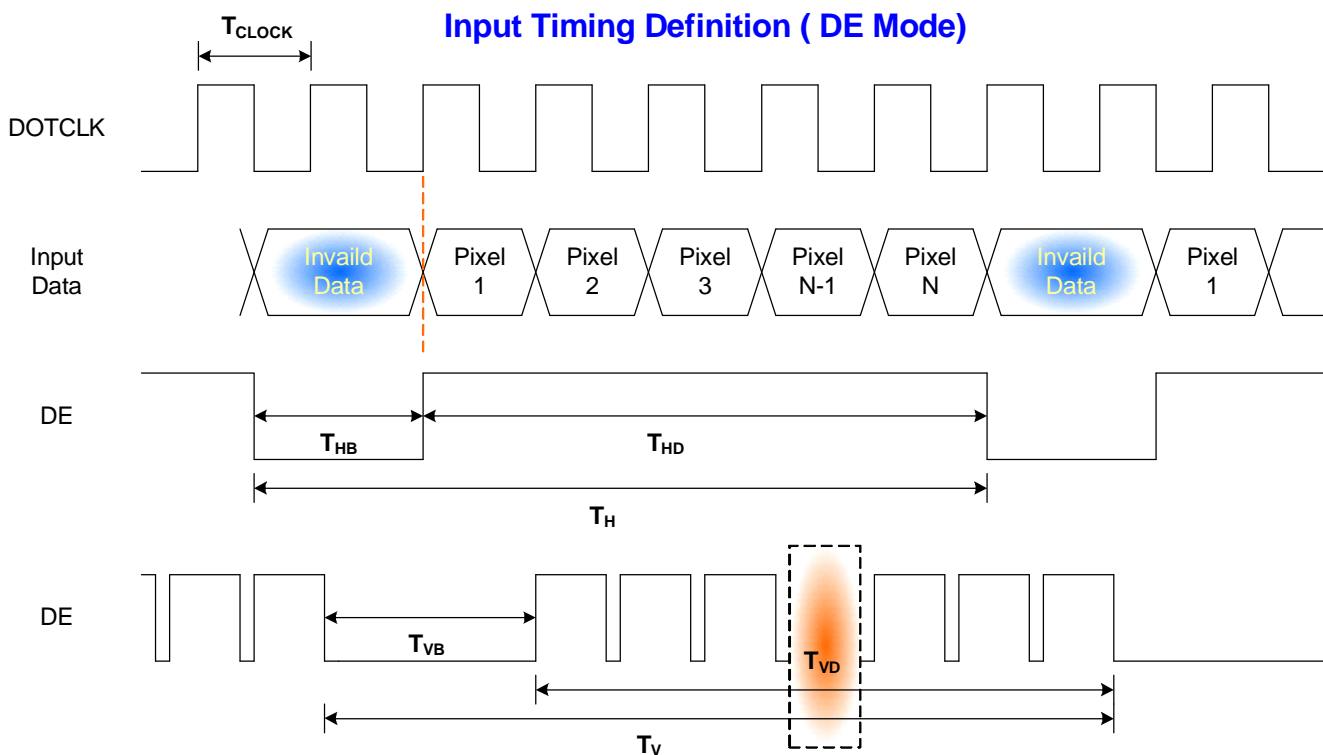 Input Timing Definition ( DE Mode)
TCLOCK
DOTCLK
Input
Data
Invaild
Data
Pixel
1
Pixel
2
Pixel
3
Pixel
N-1
Pixel
N
Invaild
Data
Pixel
1
DE
THB
THD
TH
DE
TVB
TVD
TV